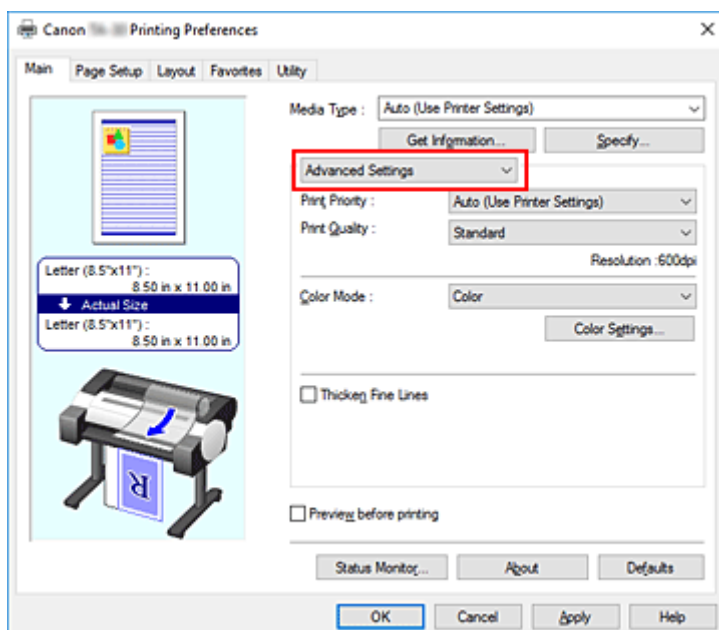 Canon Printing Preferences
Main Page Setup Layout Favorites Utility
Media Type : Auto (Use Printer Settings)
Get Information... Specify...
Advanced Settings
Print Priority : Auto (Use Printer Settings)
Print Quality : Standard
Resolution :600dpi
Letter (8.5"x11") :
8.50 in x 11.00 in
Actual Size
Letter (8.5"x11") :
8.50 in x 11.00 in
Color Mode : Color
Color Settings...
Thicken Fine Lines
R
Preview before printing
Status Monitor... About Defaults
OK Cancel Apply Help